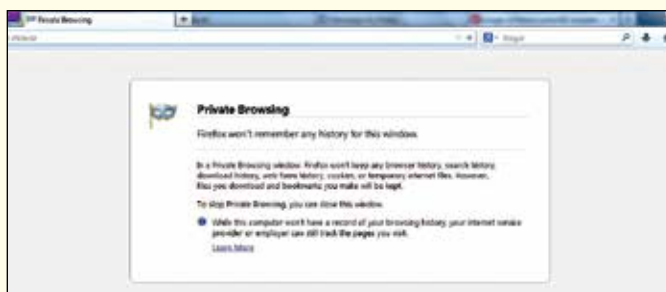 Private Browsing
Private Browsing
Firefox won't remember any history for this window.
In a Private Browsing window, Firefox won't keep any browser history, search history,
download history, web form history, cookies, or temporary internet files. However,
files you download and bookmarks you make will be kept.
To stop Private Browsing, you can close this window.
While this computer won't have a record of your browsing history, your internet service
provider or employer can still track the pages you visit.
Learn More